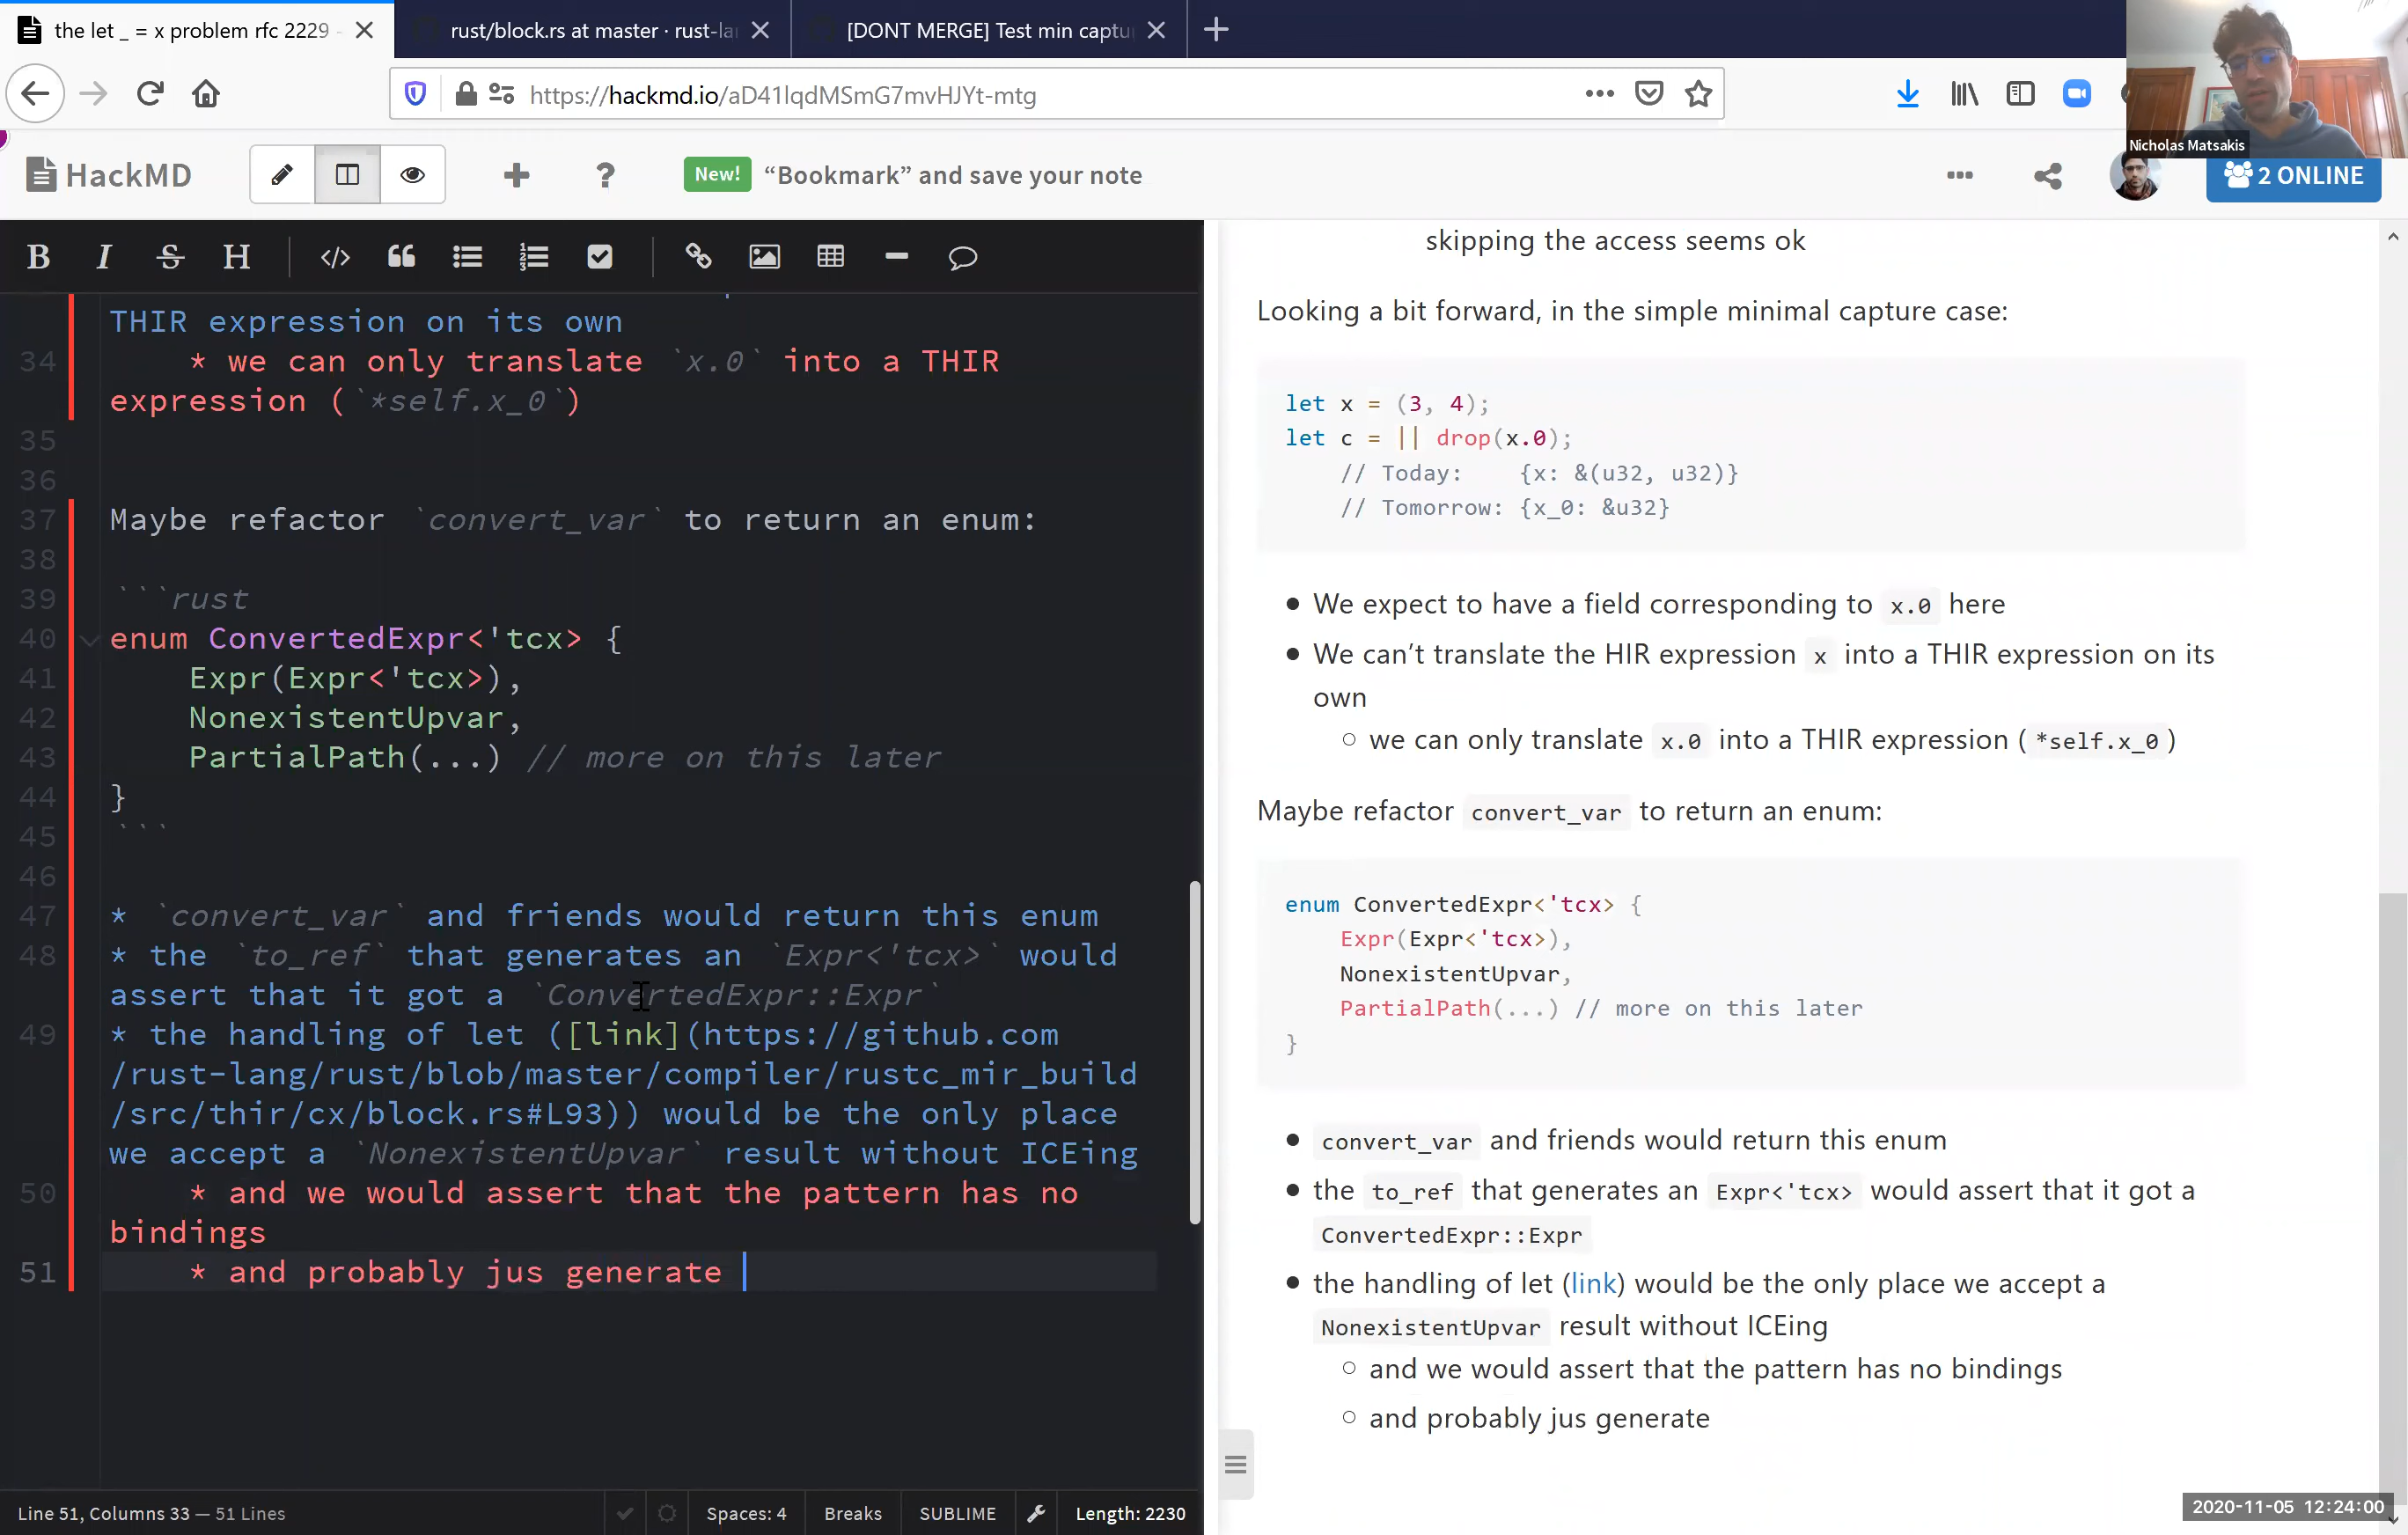 the let _ = x problem rfc 2229 -
rust/block.rs at master · rust-la
[DONT MERGE] Test min captu
https://hackmd.io/aD41lqdMSmG7mvHJYt-mtg
Nicholas Matsakis
HackMD
New! “Bookmark” and save your note
2 ONLINE
B I S H
THIR expression on its own
34 * we can only translate `x.0` into a THIR
expression (`*self.x_0`)
35
36
37 Maybe refactor `convert_var` to return an enum:
38
39 ```rust
40 enum ConvertedExpr<'tcx> {
41 Expr(Expr<'tcx>),
42 NonexistentUpvar,
43 PartialPath(...) // more on this later
44 }
45 ```
46
47 * `convert_var` and friends would return this enum
48 * the `to_ref` that generates an `Expr<'tcx>` would
assert that it got a `ConvertedExpr::Expr`
49 * the handling of let ([link](https://github.com
/rust-lang/rust/blob/master/compiler/rustc_mir_build
/src/thir/cx/block.rs#L93)) would be the only place
we accept a `NonexistentUpvar` result without ICEing
50 * and we would assert that the pattern has no
bindings
51 * and probably jus generate
Line 51, Columns 33 — 51 Lines
Spaces: 4
Breaks
SUBLIME
Length: 2230
skipping the access seems ok
Looking a bit forward, in the simple minimal capture case:
let x = (3, 4);
let c = || drop(x.0);
// Today: {x: &(u32, u32)}
// Tomorrow: {x_0: &u32}
• We expect to have a field corresponding to x.0 here
• We can’t translate the HIR expression x into a THIR expression on its
own
○ we can only translate x.0 into a THIR expression (*self.x_0)
Maybe refactor convert_var to return an enum:
enum ConvertedExpr<'tcx> {
Expr(Expr<'tcx>),
NonexistentUpvar,
PartialPath(...) // more on this later
}
• convert_var and friends would return this enum
• the to_ref that generates an Expr<'tcx> would assert that it got a
ConvertedExpr::Expr
• the handling of let (link) would be the only place we accept a
NonexistentUpvar result without ICEing
○ and we would assert that the pattern has no bindings
○ and probably jus generate
2020-11-05 12:24:00